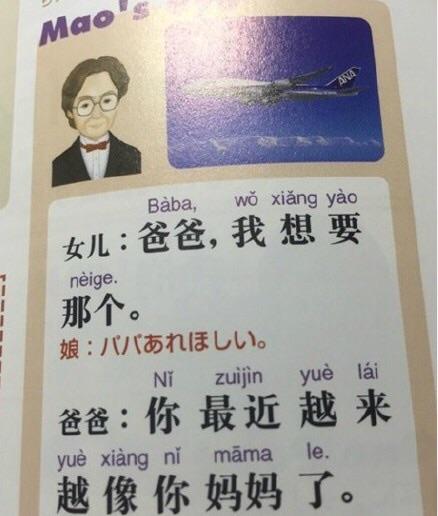 Mao's
ANA
Bàba, wǒ xiǎng yào
女儿：爸爸，我想要
nèige.
那个。
娘：パパあれほしい。
Nǐ zuìjìn yuè lái
爸爸：你最近越来
yuè xiàng nǐ māma le.
越像你妈妈了。